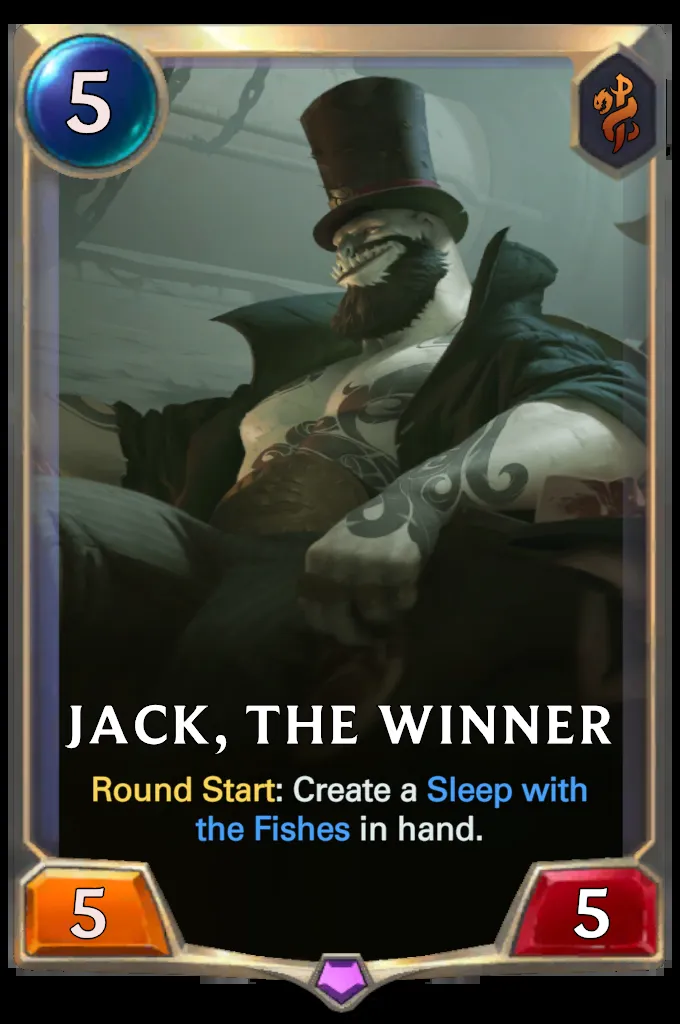 5
JACK, THE WINNER
Round Start: Create a Sleep with
the Fishes in hand.
5
5